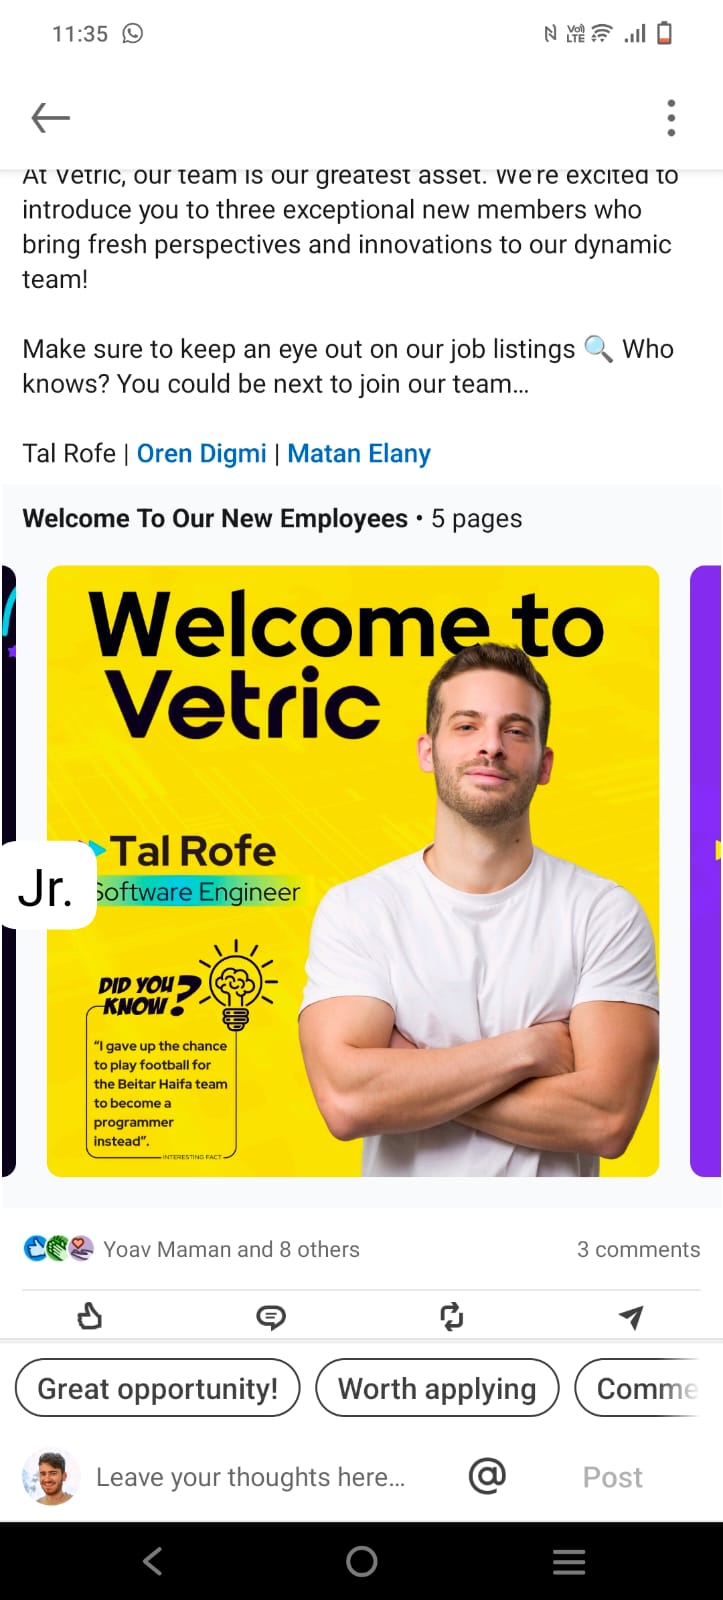 11:35
Vo)
LTE
At Vetric, our team is our greatest asset. We're excited to
introduce you to three exceptional new members who
bring fresh perspectives and innovations to our dynamic
team!
Make sure to keep an eye out on our job listings 🔍 Who
knows? You could be next to join our team...
Tal Rofe | Oren Digmi | Matan Elany
Welcome To Our New Employees • 5 pages
Welcome to
Vetric
Tal Rofe
Jr. Software Engineer
DID YOU
KNOW?
"I gave up the chance
to play football for
the Beitar Haifa team
to become a
programmer
instead".
INTERESTING FACT
Yoav Maman and 8 others
3 comments
Great opportunity!
Worth applying
Comme
Leave your thoughts here...
@
Post